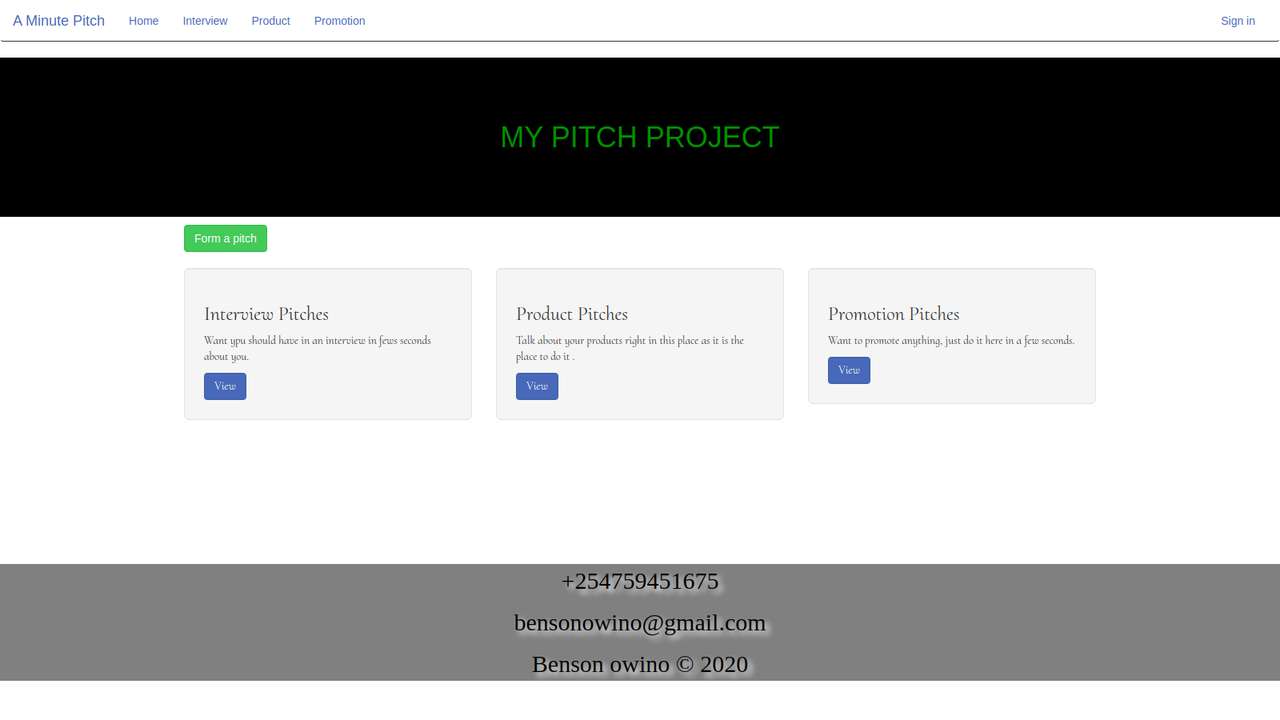 A Minute Pitch Home Interview Product Promotion Sign in
MY PITCH PROJECT
Form a pitch
Interview Pitches
Want ypu should have in an interview in fews seconds
about you.
View
Product Pitches
Talk about your products right in this place as it is the
place to do it .
View
Promotion Pitches
Want to promote anything, just do it here in a few seconds.
View
+254759451675
bensonowino@gmail.com
Benson owino © 2020